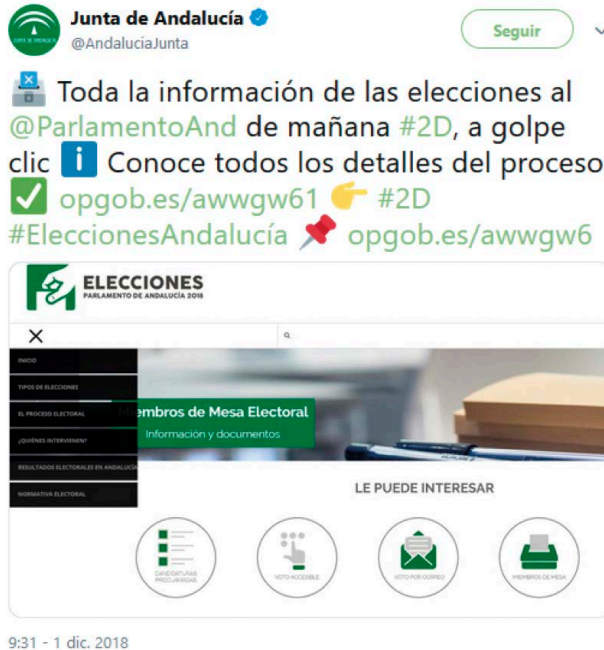 Junta de Andalucía
@AndaluciaJunta
Seguir
Toda la información de las elecciones al
@ParlamentoAnd de mañana #2D, a golpe
clic Conoce todos los detalles del proceso
opgob.es/awwgw61 #2D
#EleccionesAndalucía opgob.es/awwgw6
ELECCIONES
PARLAMENTO DE ANDALUCÍA 2018
INICIO
TIPOS DE ELECCIONES
EL PROCESO ELECTORAL
¿QUIÉNES INTERVIENEN?
RESULTADOS ELECTORALES EN ANDALUCÍA
NORMATIVA ELECTORAL
embros de Mesa Electoral
Información y documentos
LE PUEDE INTERESAR
CANDIDATURAS
PROCLAMADAS
VOTO ACCESIBLE
VOTO POR CORREO
MIEMBROS DE MESA
9:31 - 1 dic. 2018